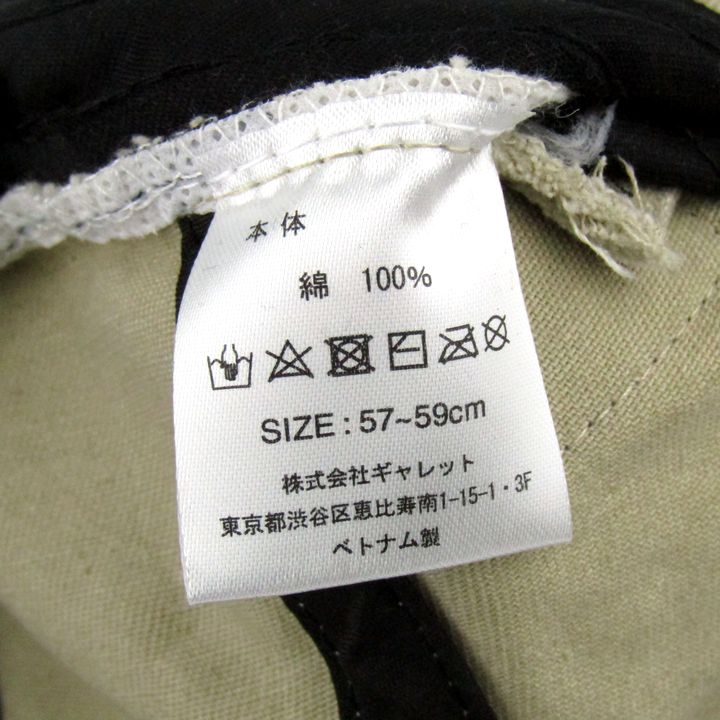 本体
綿 100%
SIZE : 57~59cm
株式会社ギャレット
東京都渋谷区恵比寿南1-15-1・3F
ベトナム製